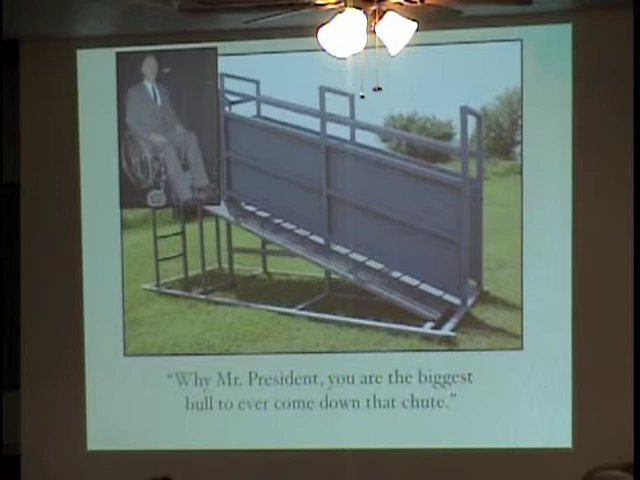 “Why Mr. President, you are the biggest
bull to ever come down that chute.”